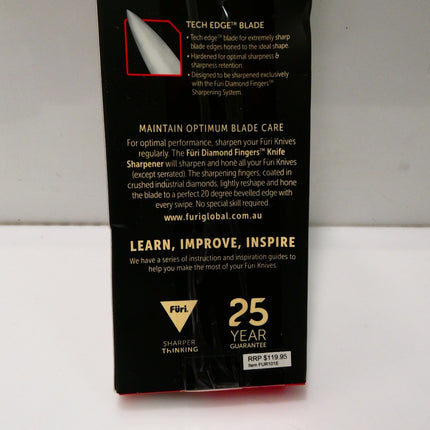 TECH EDGE™ BLADE
• Tech edge™ blade for extremely sharp
blade edges honed to the ideal shape.
• Hardened for optimal sharpness &
sharpness retention.
• Designed to be sharpened exclusively
with the Füri Diamond Fingers™
Sharpening System.
MAINTAIN OPTIMUM BLADE CARE
For optimal performance, sharpen your Füri Knives
regularly. The Füri Diamond Fingers™ Knife
Sharpener will sharpen and hone all your Füri Knives
(except serrated). The sharpening fingers, coated in
crushed industrial diamonds, lightly reshape and hone
the blade to a perfect 20 degree bevelled edge with
every swipe. No special skill required.
www.furiglobal.com.au
LEARN, IMPROVE, INSPIRE
We have a series of instruction and inspiration guides to
help you make the most of your Füri Knives.
Füri.
SHARPER
THINKING
25
YEAR
GUARANTEE
RRP $119.95
Item FUR101E